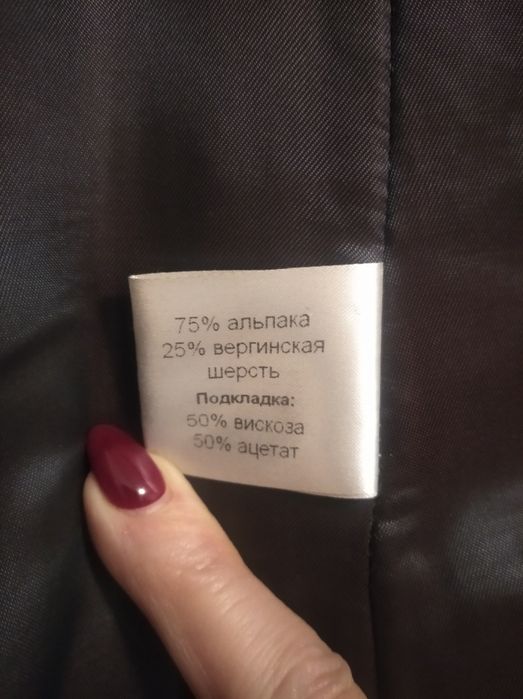 75% альпака
25% вергинская
шерсть
Подкладка:
50% вискоза
50% ацетат